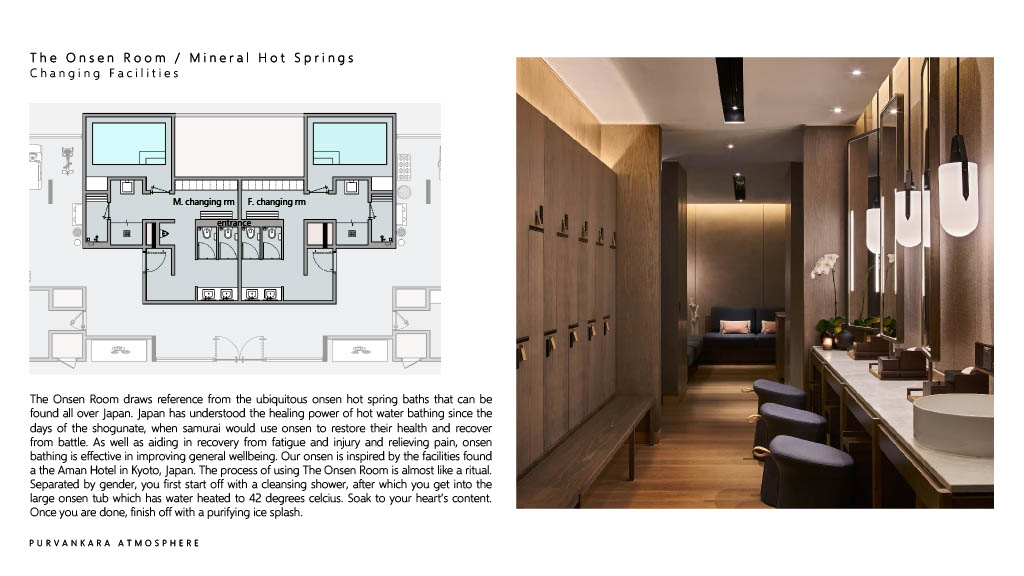 The Onsen Room / Mineral Hot Springs
Changing Facilities
M. changing rm
F. changing rm
entrance
The Onsen Room draws reference from the ubiquitous onsen hot spring baths that can be
found all over Japan. Japan has understood the healing power of hot water bathing since the
days of the shogunate, when samurai would use onsen to restore their health and recover
from battle. As well as aiding in recovery from fatigue and injury and relieving pain, onsen
bathing is effective in improving general wellbeing. Our onsen is inspired by the facilities found
a the Aman Hotel in Kyoto, Japan. The process of using The Onsen Room is almost like a ritual.
Separated by gender, you first start off with a cleansing shower, after which you get into the
large onsen tub which has water heated to 42 degrees celcius. Soak to your heart's content.
Once you are done, finish off with a purifying ice splash.
PURVANKARA ATMOSPHERE